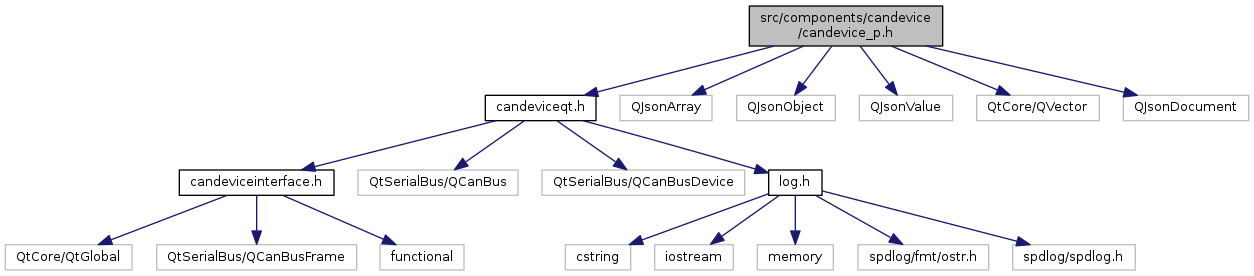 src/components/candevice
/candevice_p.h
candeviceqt.h
QJsonArray
QJsonObject
QJsonValue
QtCore/QVector
QJsonDocument
candeviceinterface.h
QtSerialBus/QCanBus
QtSerialBus/QCanBusDevice
log.h
QtCore/QtGlobal
QtSerialBus/QCanBusFrame
functional
cstring
iostream
memory
spdlog/fmt/ostr.h
spdlog/spdlog.h